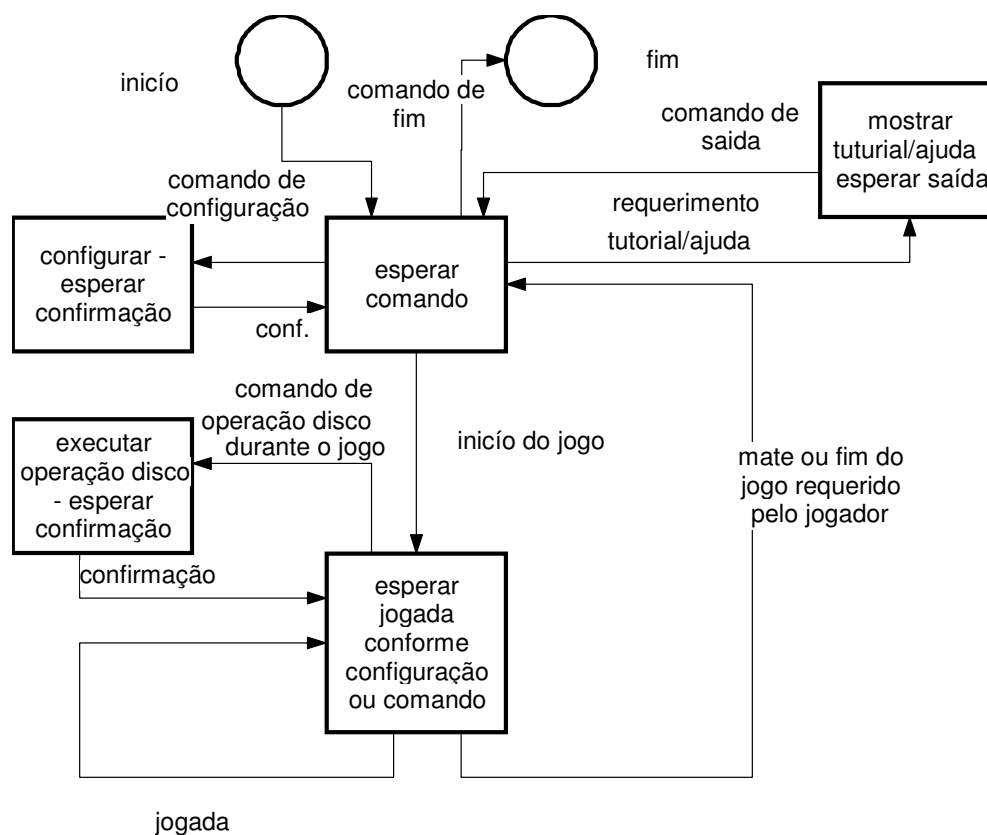 inicío
fim
comando de
fim
comando de
saida
mostrar
tuturial/ajuda
esperar saída
comando de
configuração
requerimento
tutorial/ajuda
configurar -
esperar
confirmação
esperar
comando
conf.
comando de
operação disco
durante o jogo
inicío do jogo
executar
operação disco
- esperar
confirmação
mate ou fim do
jogo requerido
pelo jogador
confirmação
esperar
jogada
conforme
configuração
ou comando
jogada